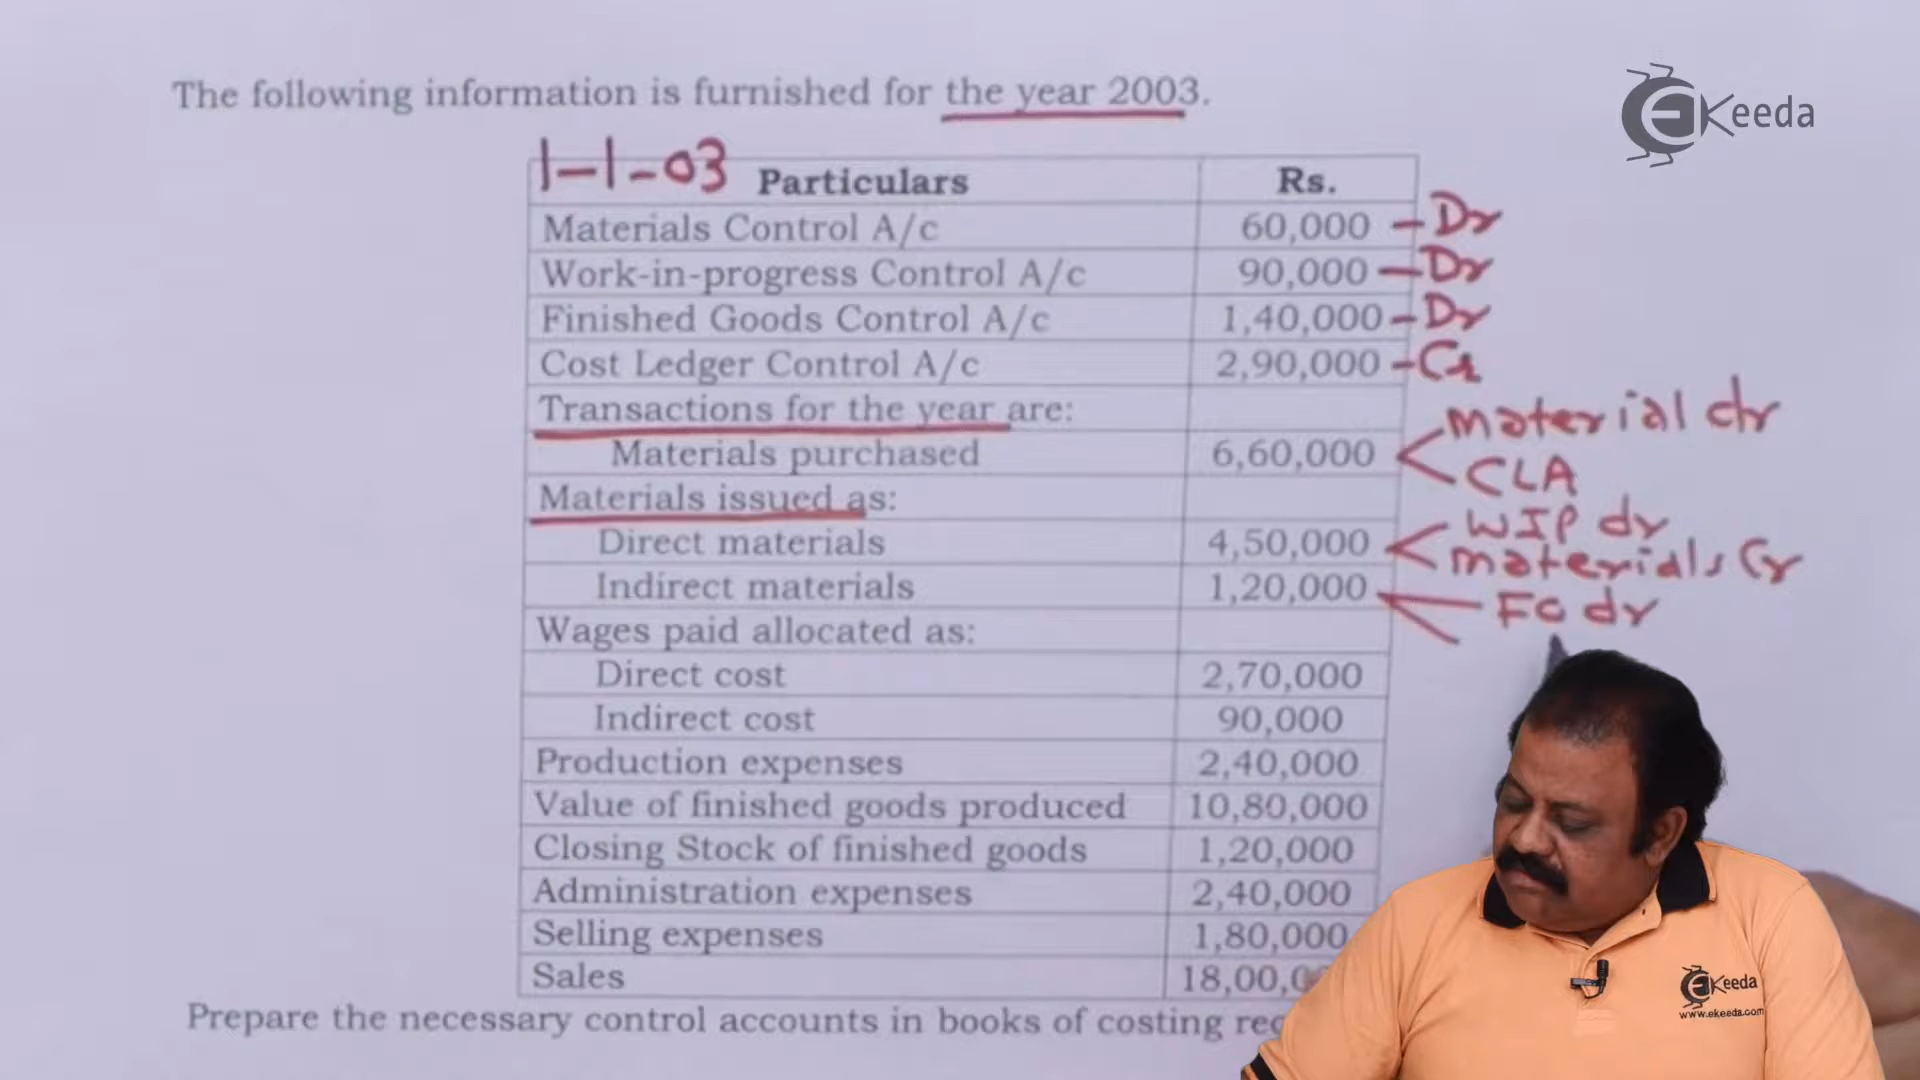 The following information is furnished for the year 2003.
EKeeda
1-1-03 Particulars Rs.
Materials Control A/c 60,000 - Dr
Work-in-progress Control A/c 90,000 - Dr
Finished Goods Control A/c 1,40,000 - Dr
Cost Ledger Control A/c 2,90,000 - Cr
Transactions for the year are:
Materials purchased 6,60,000 material dr
CLA
Materials issued as:
Direct materials 4,50,000 WIP dr
materials Cr
Indirect materials 1,20,000 FO dr
Wages paid allocated as:
Direct cost 2,70,000
Indirect cost 90,000
Production expenses 2,40,000
Value of finished goods produced 10,80,000
Closing Stock of finished goods 1,20,000
Administration expenses 2,40,000
Selling expenses 1,80,000
Sales 18,00,0
Prepare the necessary control accounts in books of costing
EKeeda
www.ekeeda.com